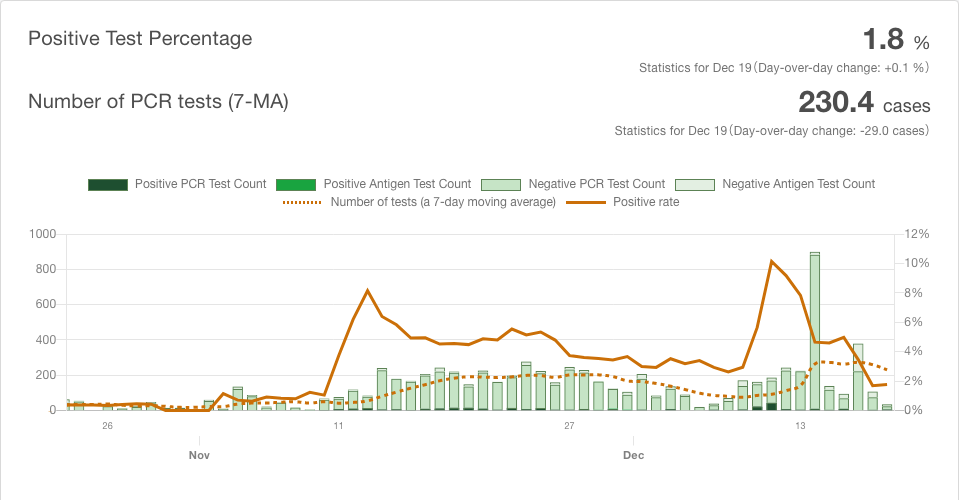 Positive Test Percentage
1.8 %
Statistics for Dec 19(Day-over-day change: +0.1 %)
Number of PCR tests (7-MA)
230.4 cases
Statistics for Dec 19(Day-over-day change: -29.0 cases)
Positive PCR Test Count Positive Antigen Test Count Negative PCR Test Count Negative Antigen Test Count
Number of tests (a 7-day moving average) Positive rate
1000 12%
10%
800
8%
600
6%
400
4%
200
2%
0 0%
26 11 27 13
Nov Dec